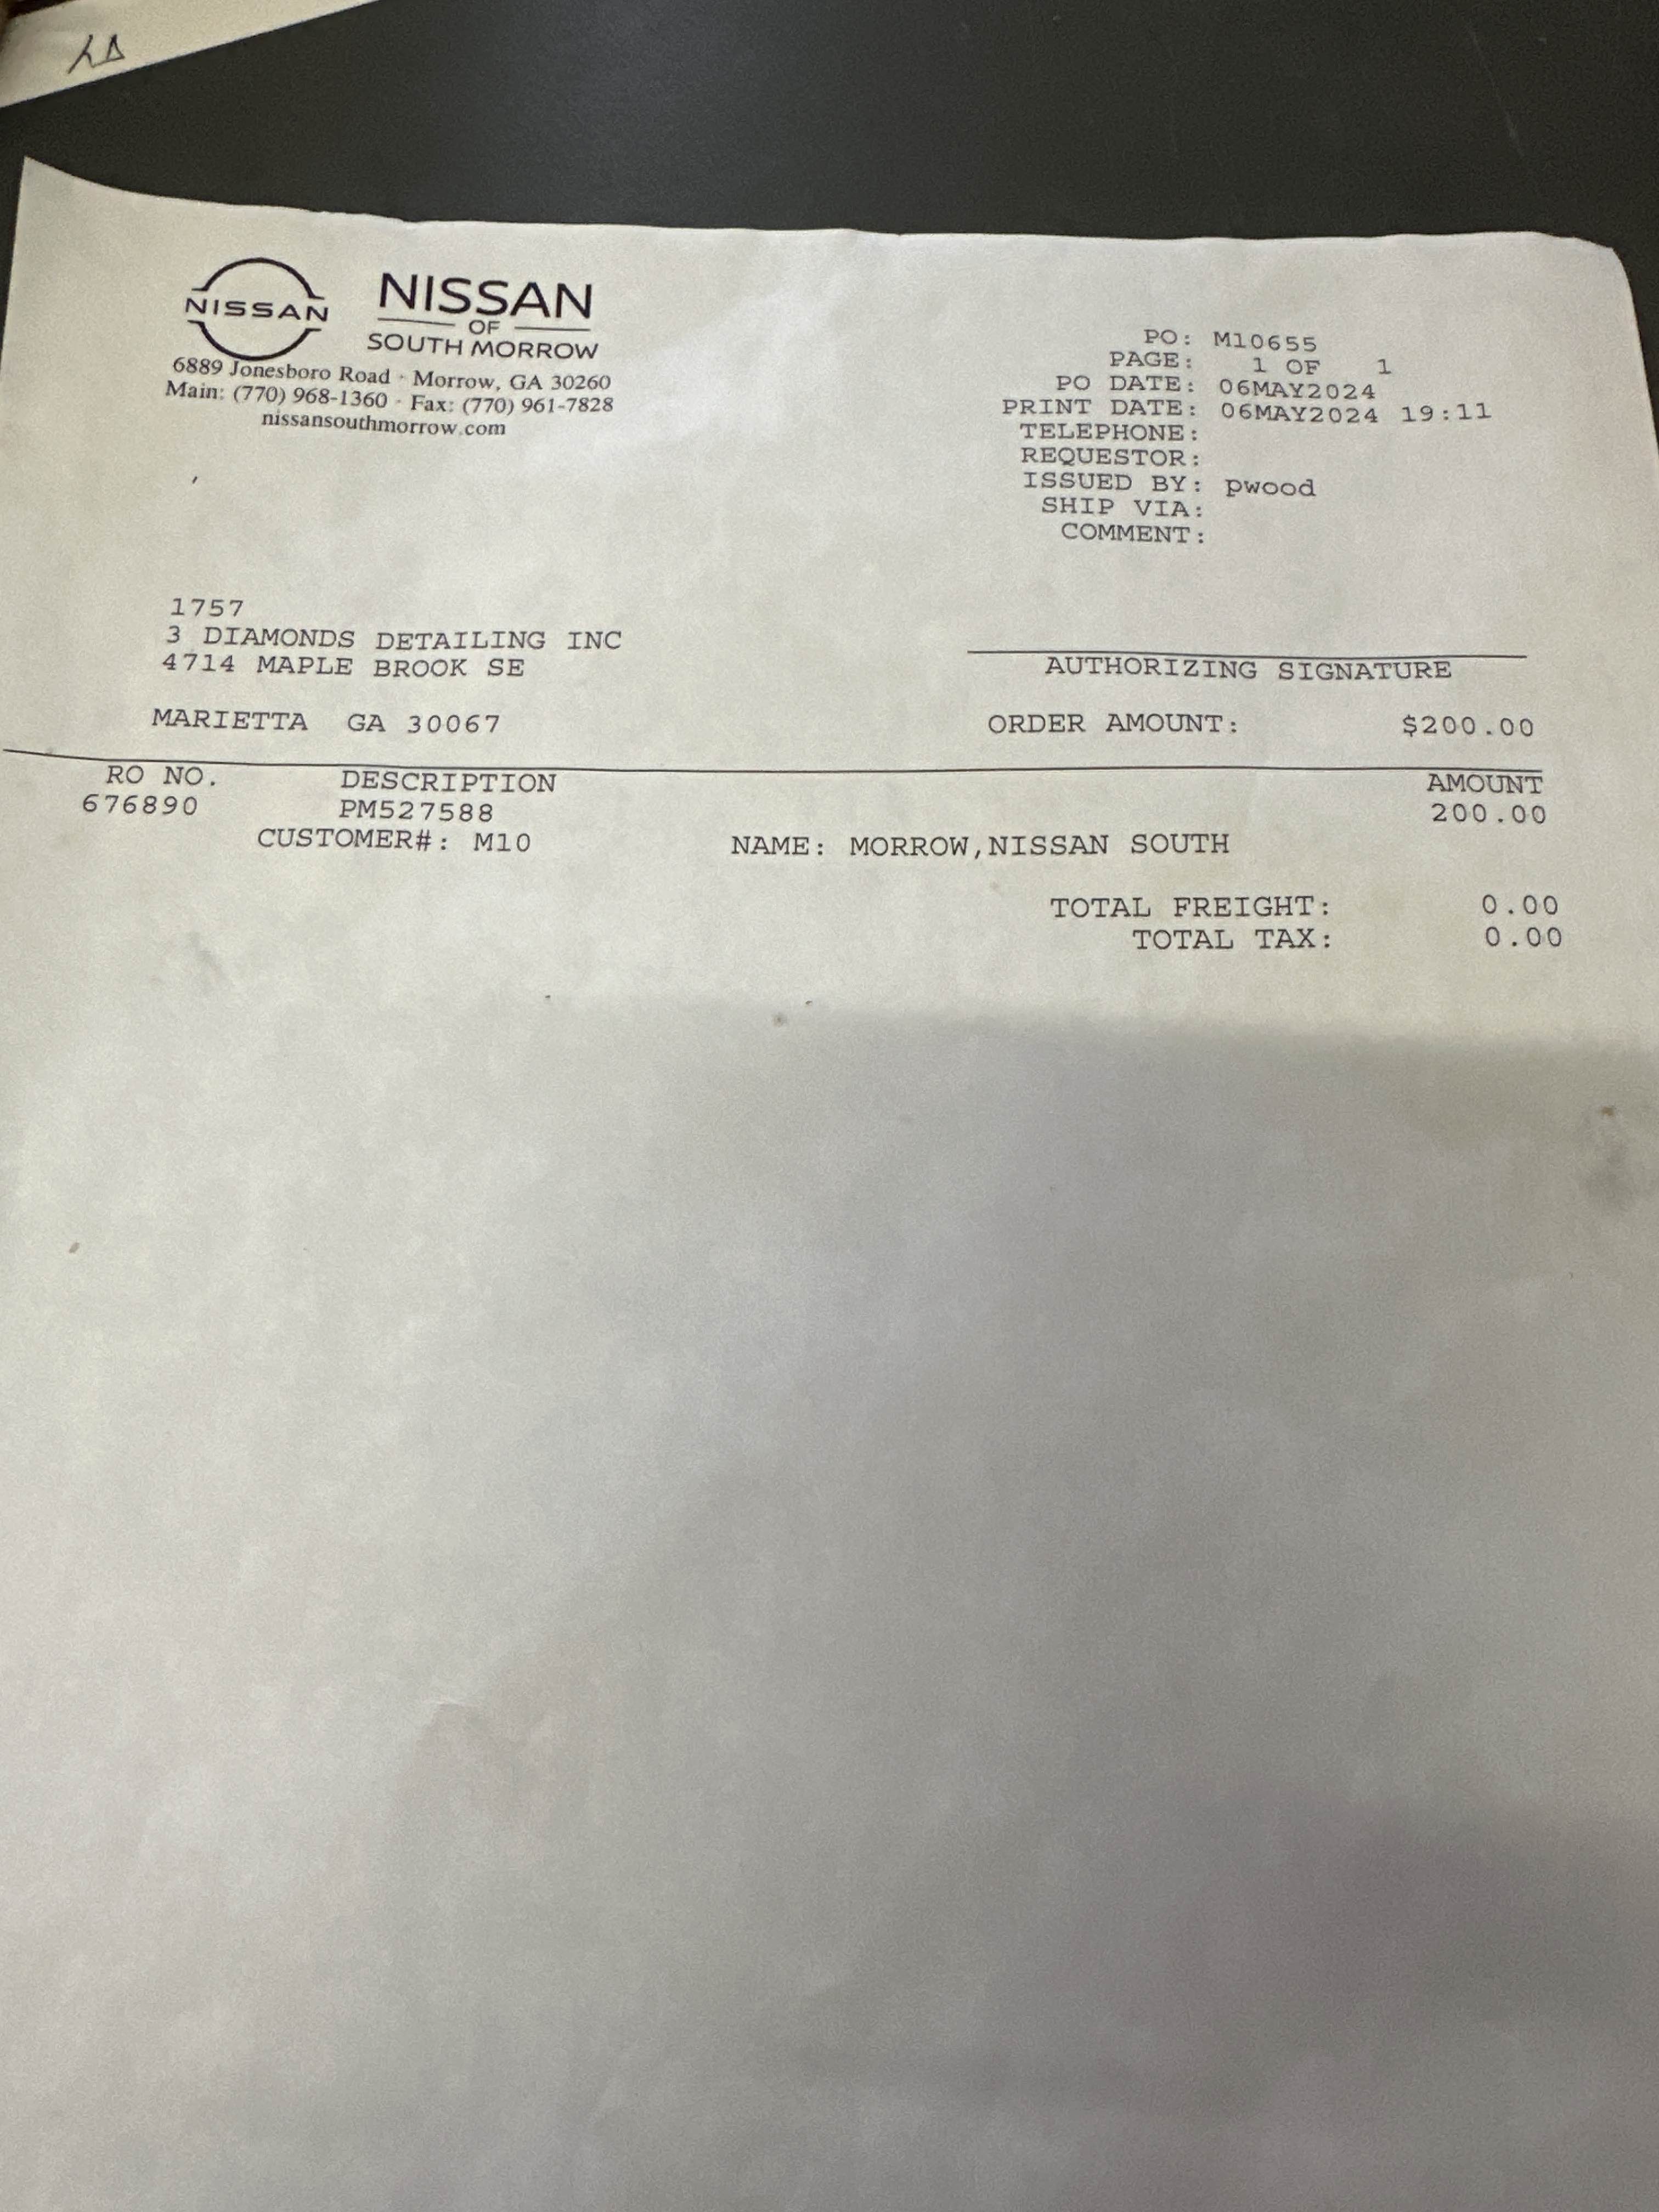 NISSAN
NISSAN
OF
SOUTH MORROW
6889 Jonesboro Road · Morrow, GA 30260
Main: (770) 968-1360 · Fax: (770) 961-7828
nissansouthmorrow.com
PO: M10655
PAGE: 1 OF 1
PO DATE: 06MAY2024
PRINT DATE: 06MAY2024 19:11
TELEPHONE:
REQUESTOR:
ISSUED BY: pwood
SHIP VIA:
COMMENT:
1757
3 DIAMONDS DETAILING INC
4714 MAPLE BROOK SE
MARIETTA GA 30067
AUTHORIZING SIGNATURE
ORDER AMOUNT: $200.00
RO NO. DESCRIPTION AMOUNT
676890 PM527588 200.00
CUSTOMER#: M10 NAME: MORROW,NISSAN SOUTH
TOTAL FREIGHT: 0.00
TOTAL TAX: 0.00